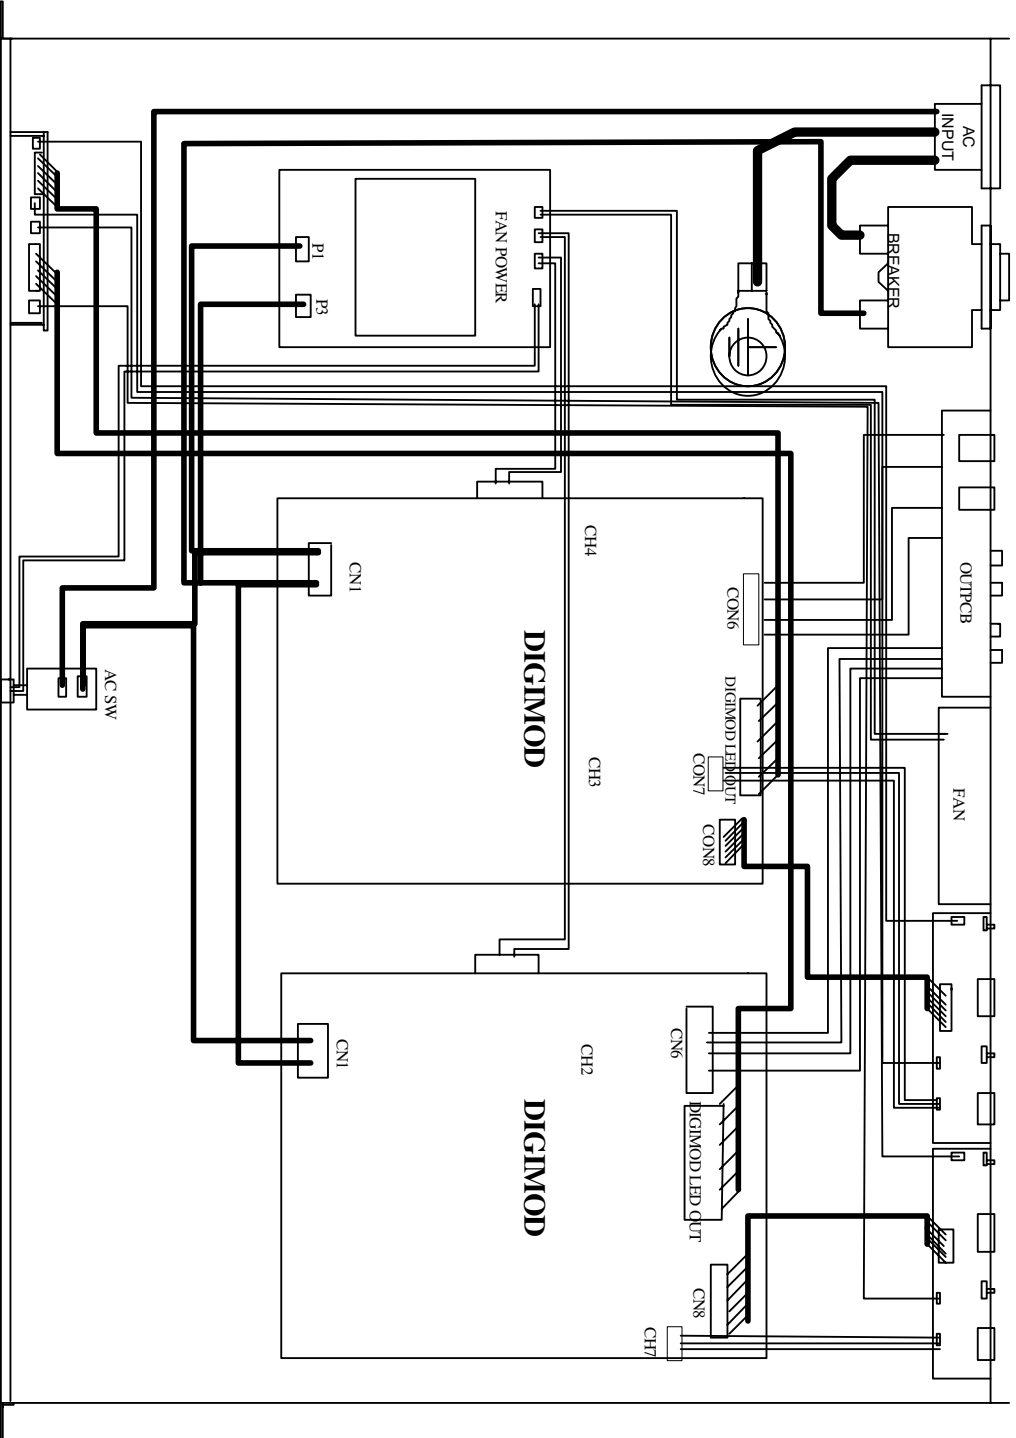 AC
INPUT
BREAKER
OUTPCB
FAN
FAN POWER
P1
P3
CH4
CN1
CON6
DIGIMOD
DIGIMOD LED OUT
CH3
CON7
CON8
AC SW
CN1
CH2
CN6
DIGIMOD
DIGIMOD LED OUT
CN8
CH7